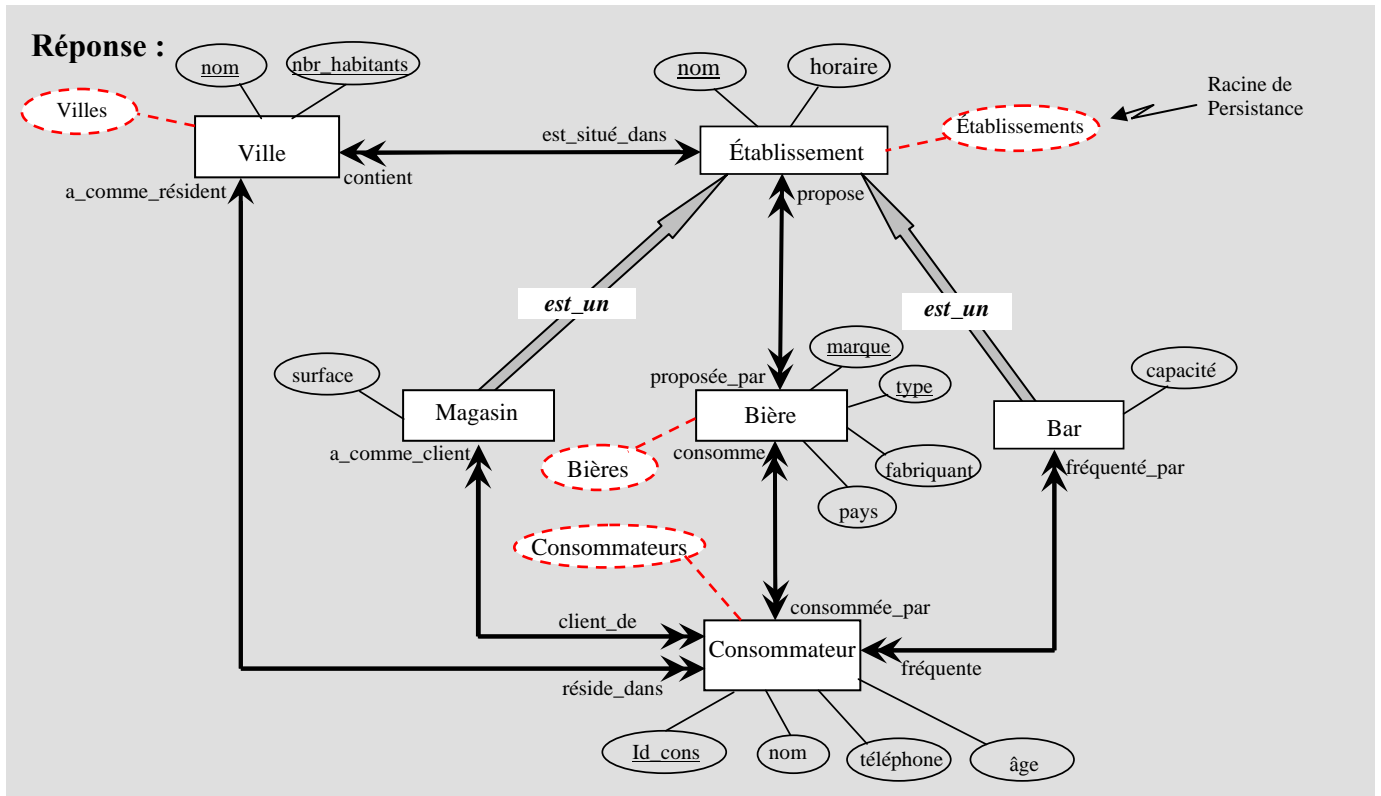 Réponse :
nom
nbr_habitants
nom
horaire
Racine de
Persistance
Villes
Établissements
Ville
est_situé_dans
Établissement
contient
a_comme_résident
propose
est_un
est_un
marque
surface
proposée_par
type
capacité
Magasin
Bière
Bar
a_comme_client
consomme
Bières
fabriquant
fréquenté_par
pays
Consommateurs
consommée_par
client_de
Consommateur
fréquente
réside_dans
Id_cons
nom
téléphone
âge